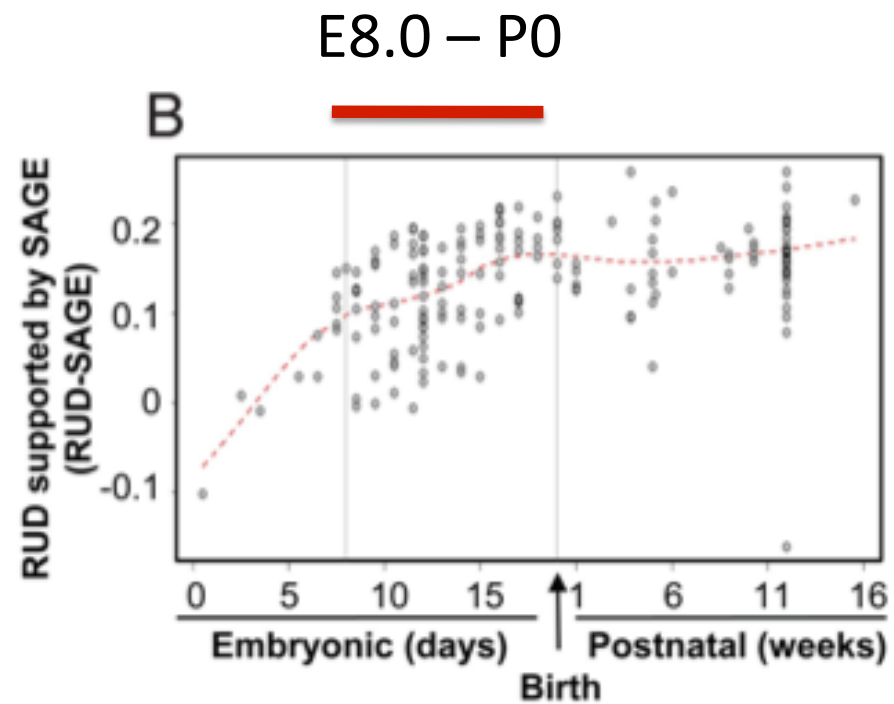 E8.0 – P0
B
RUD supported by SAGE
(RUD-SAGE)
0.2
0.1
0
-0.1
0 5 10 15 1 6 11 16
Embryonic (days) Postnatal (weeks)
Birth